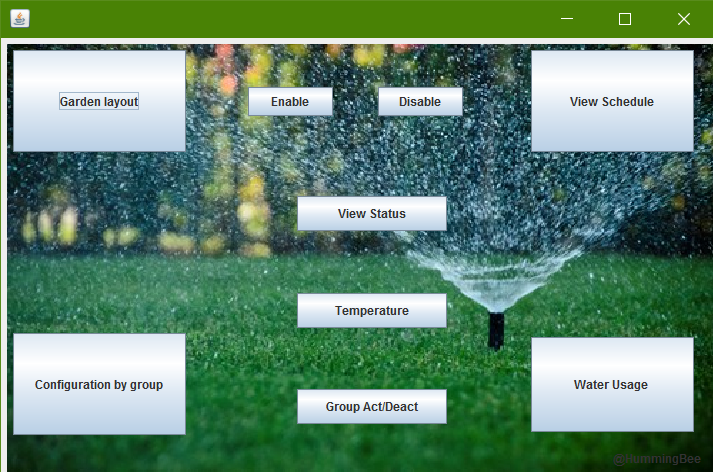 Garden layout
Enable
Disable
View Schedule
View Status
Temperature
Configuration by group
Water Usage
Group Act/Deact
@HummingBee